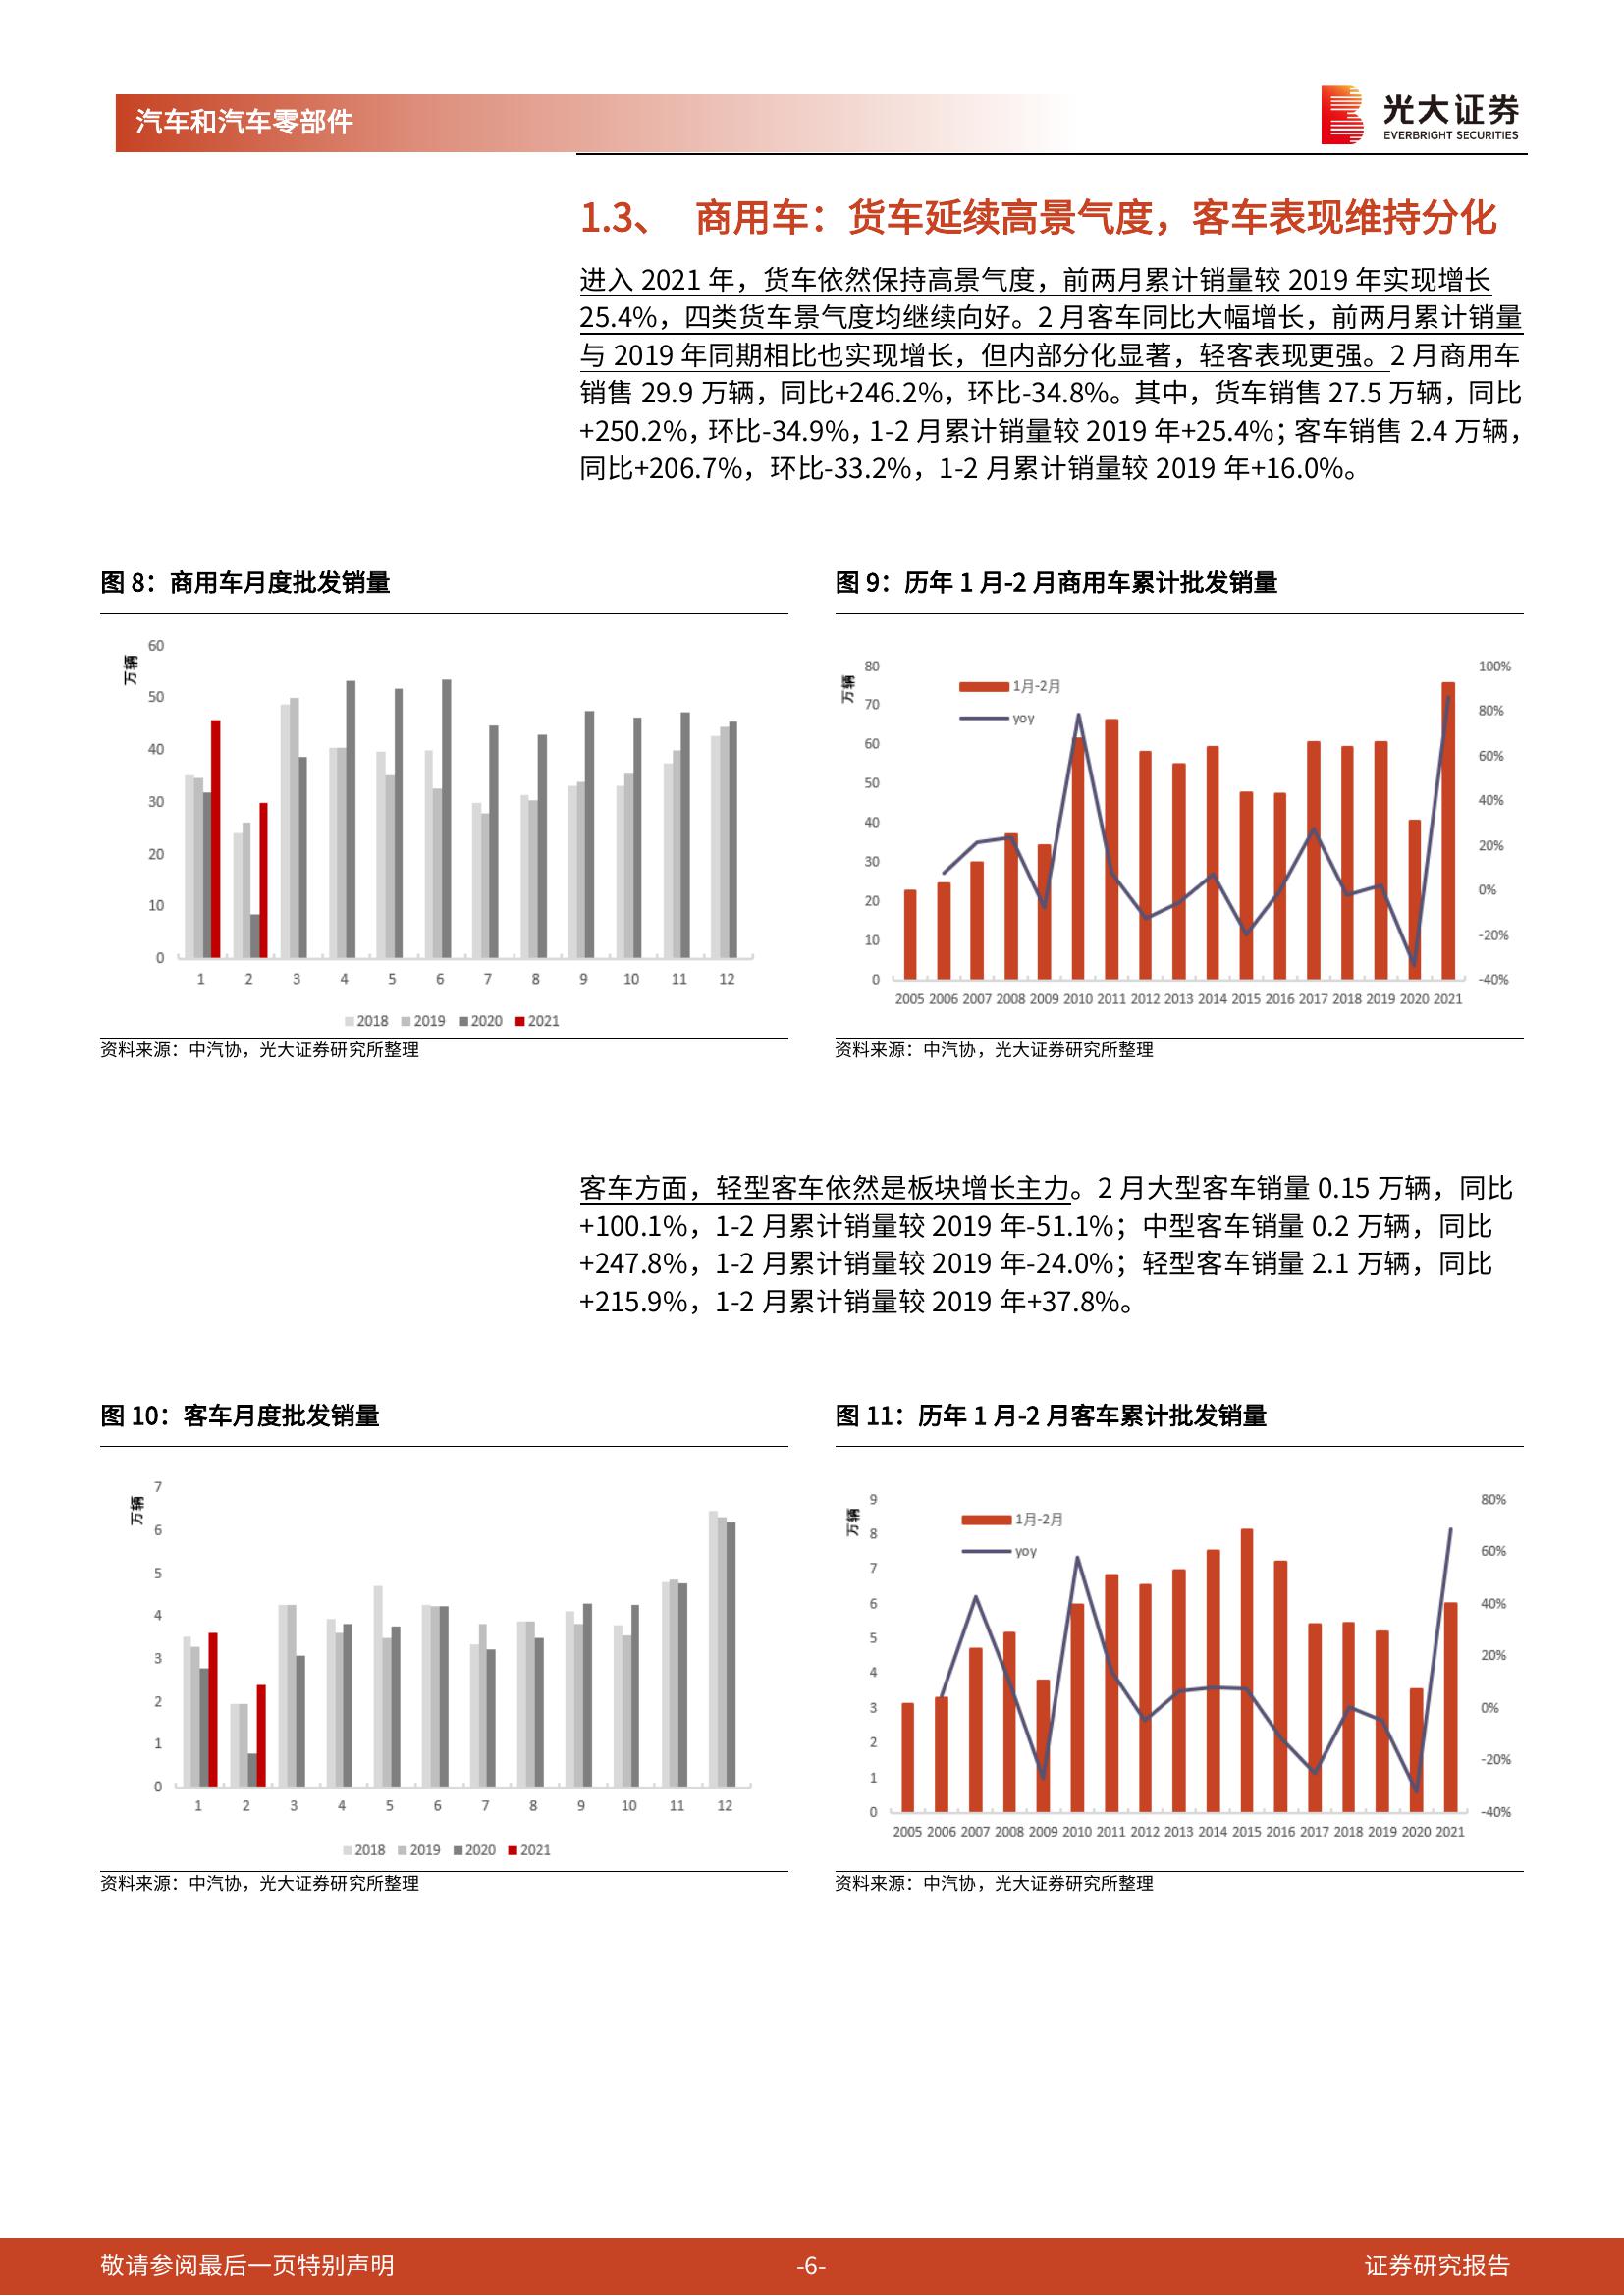 汽车和汽车零部件
光大证券
EVERBRIGHT SECURITIES
1.3、 商用车：货车延续高景气度，客车表现维持分化
进入 2021 年，货车依然保持高景气度，前两月累计销量较 2019 年实现增长
25.4%，四类货车景气度均继续向好。2 月客车同比大幅增长，前两月累计销量
与 2019 年同期相比也实现增长，但内部分化显著，轻客表现更强。2 月商用车
销售 29.9 万辆，同比+246.2%，环比-34.8%。其中，货车销售 27.5 万辆，同比
+250.2%，环比-34.9%，1-2 月累计销量较 2019 年+25.4%；客车销售 2.4 万辆，
同比+206.7%，环比-33.2%，1-2 月累计销量较 2019 年+16.0%。
图 8：商用车月度批发销量
万辆
60
50
40
30
20
10
0
1 2 3 4 5 6 7 8 9 10 11 12
2018 2019 2020 2021
资料来源：中汽协，光大证券研究所整理
图 9：历年 1 月-2 月商用车累计批发销量
万辆
80
70
60
50
40
30
20
10
0
1月-2月
yoy
100%
80%
60%
40%
20%
0%
-20%
-40%
2005 2006 2007 2008 2009 2010 2011 2012 2013 2014 2015 2016 2017 2018 2019 2020 2021
资料来源：中汽协，光大证券研究所整理
客车方面，轻型客车依然是板块增长主力。2 月大型客车销量 0.15 万辆，同比
+100.1%，1-2 月累计销量较 2019 年-51.1%；中型客车销量 0.2 万辆，同比
+247.8%，1-2 月累计销量较 2019 年-24.0%；轻型客车销量 2.1 万辆，同比
+215.9%，1-2 月累计销量较 2019 年+37.8%。
图 10：客车月度批发销量
万辆
7
6
5
4
3
2
1
0
1 2 3 4 5 6 7 8 9 10 11 12
2018 2019 2020 2021
资料来源：中汽协，光大证券研究所整理
图 11：历年 1 月-2 月客车累计批发销量
万辆
9
8
7
6
5
4
3
2
1
0
1月-2月
yoy
80%
60%
40%
20%
0%
-20%
-40%
2005 2006 2007 2008 2009 2010 2011 2012 2013 2014 2015 2016 2017 2018 2019 2020 2021
资料来源：中汽协，光大证券研究所整理
敬请参阅最后一页特别声明
-6-
证券研究报告